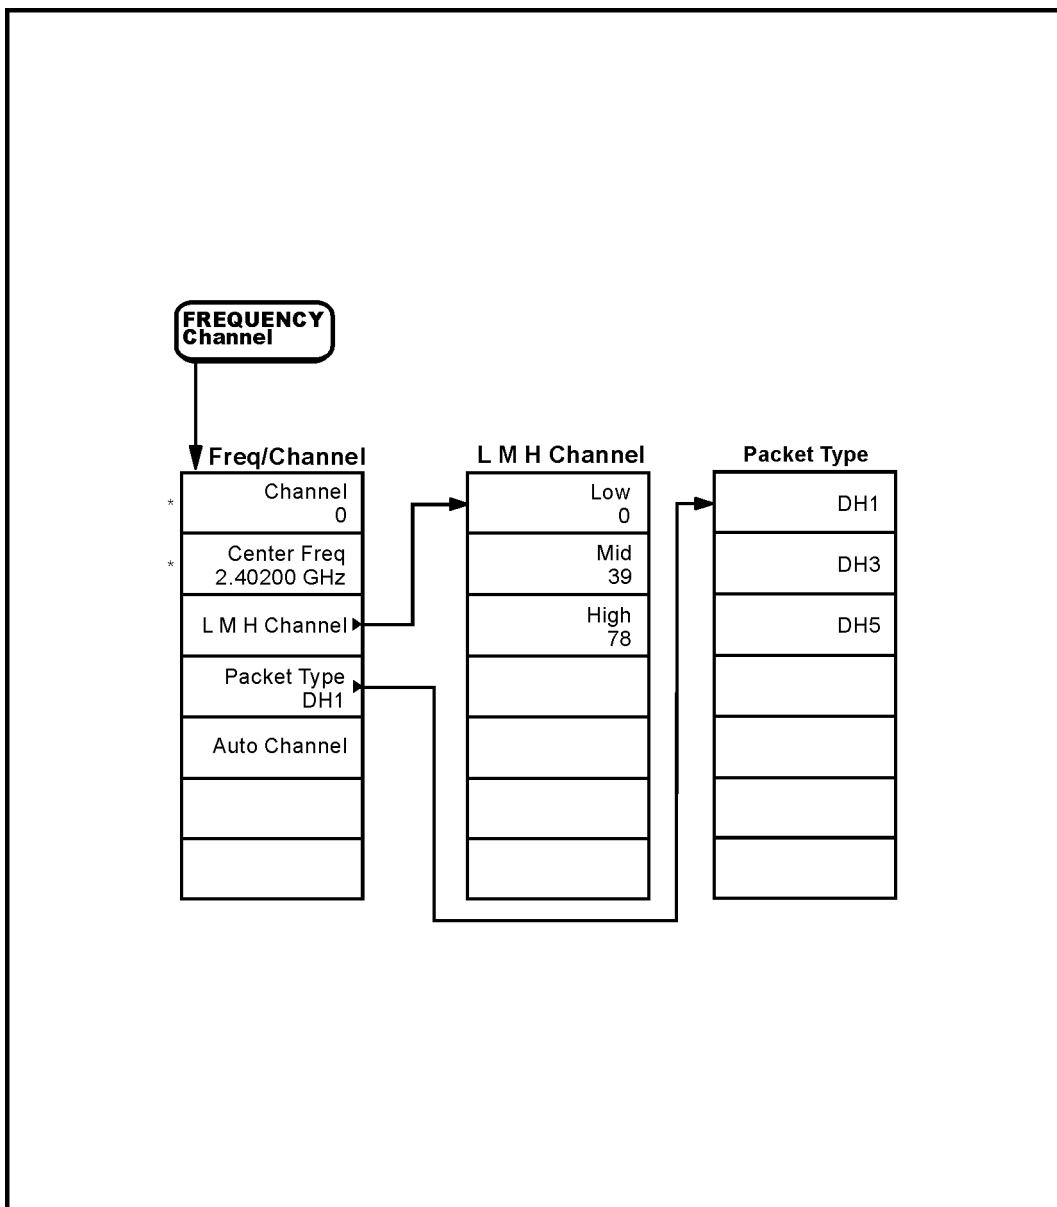 FREQUENCY
Channel
Freq/Channel
* Channel
0
* Center Freq
2.40200 GHz
L M H Channel
Packet Type
DH1
Auto Channel
L M H Channel
Low
0
Mid
39
High
78
Packet Type
DH1
DH3
DH5